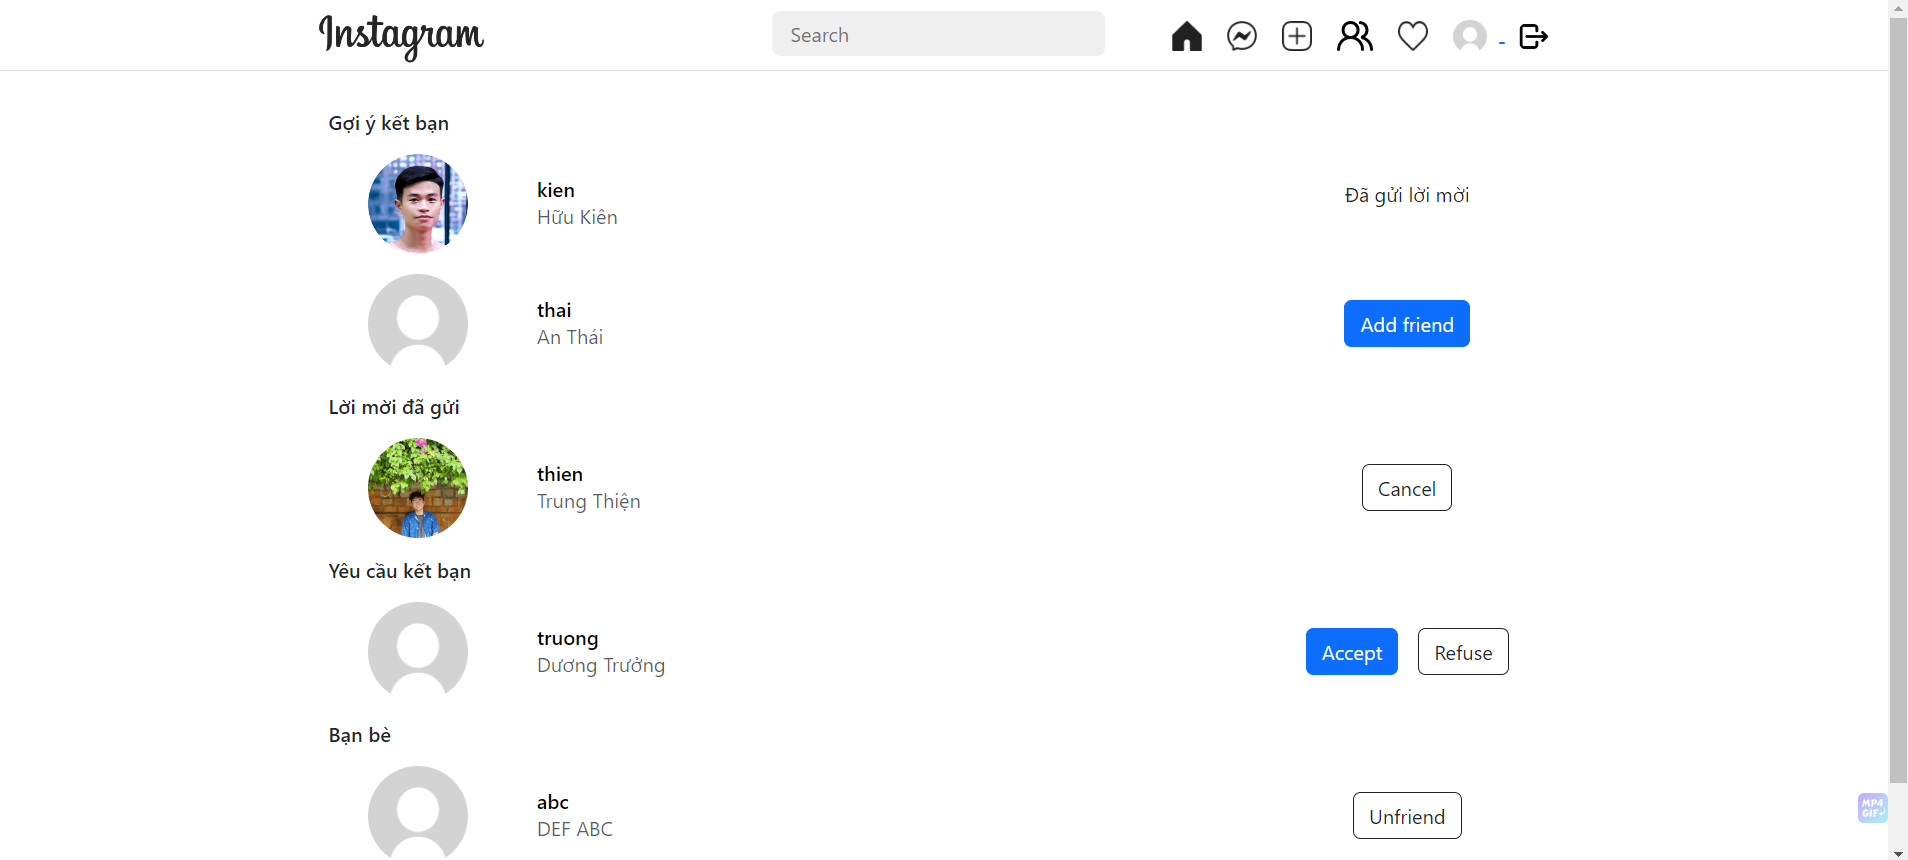 Instagram
Search
Gợi ý kết bạn
kien
Hữu Kiên
Đã gửi lời mời
thai
An Thái
Add friend
Lời mời đã gửi
thien
Trung Thiện
Cancel
Yêu cầu kết bạn
truong
Dương Trưởng
Accept
Refuse
Bạn bè
abc
DEF ABC
Unfriend
MP4
GIF